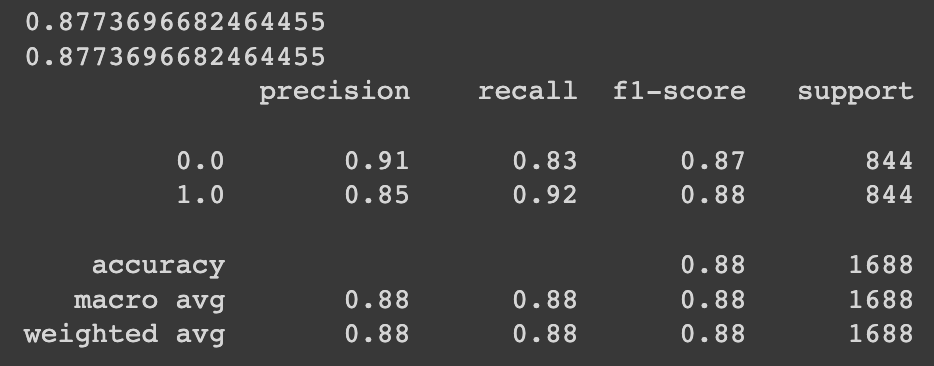 0.8773696682464455
0.8773696682464455
precision recall f1-score support
0.0 0.91 0.83 0.87 844
1.0 0.85 0.92 0.88 844
accuracy 0.88 1688
macro avg 0.88 0.88 0.88 1688
weighted avg 0.88 0.88 0.88 1688